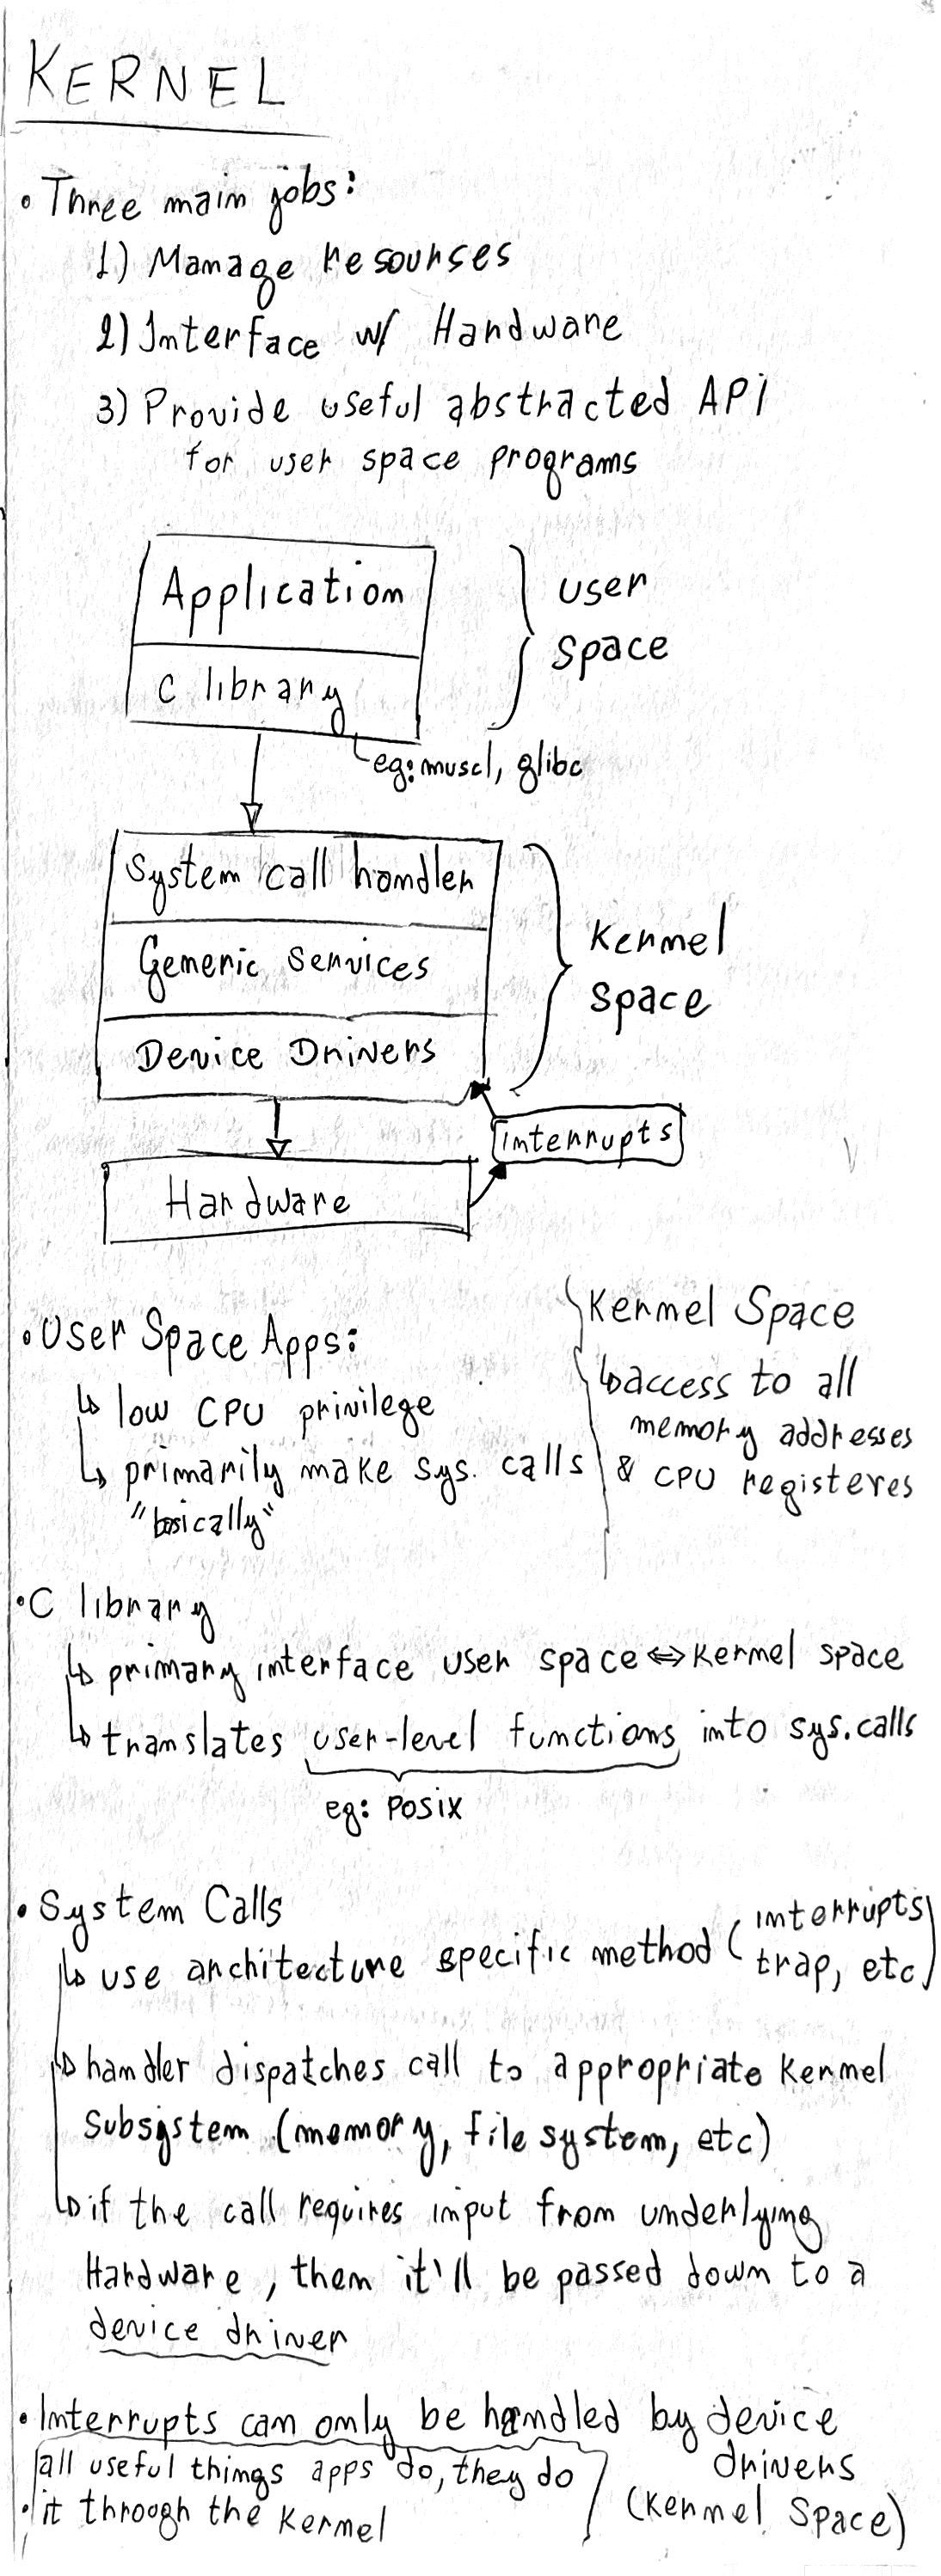 KERNEL
• Three main jobs:
1) Manage resourses
2) Interface w/ Hardware
3) Provide useful abstracted API
for user space programs
Application
C library
user
space
eg: muscl, glibc
System call handler
Generic Services
Device Drivers
Kernel
space
interrupts
Hardware
• User Space Apps:
↳ low CPU privilege
↳ primarily make sys. calls
"basically"
Kernel Space
↳ access to all
memory addresses
& CPU registeres
• C library
↳ primary interface user space ⇔ kernel space
↳ translates user-level functions into sys. calls
eg: POSIX
• System Calls
↳ use architecture specific method (interrupts
trap, etc)
↳ handler dispatches call to appropriate kernel
subsystem (memory, file system, etc)
↳ if the call requires input from underlying
Hardware, then it'll be passed down to a
device driver
• Interrupts can only be handled by device
drivers
(Kernel Space)
• all useful things apps do, they do
it through the kernel